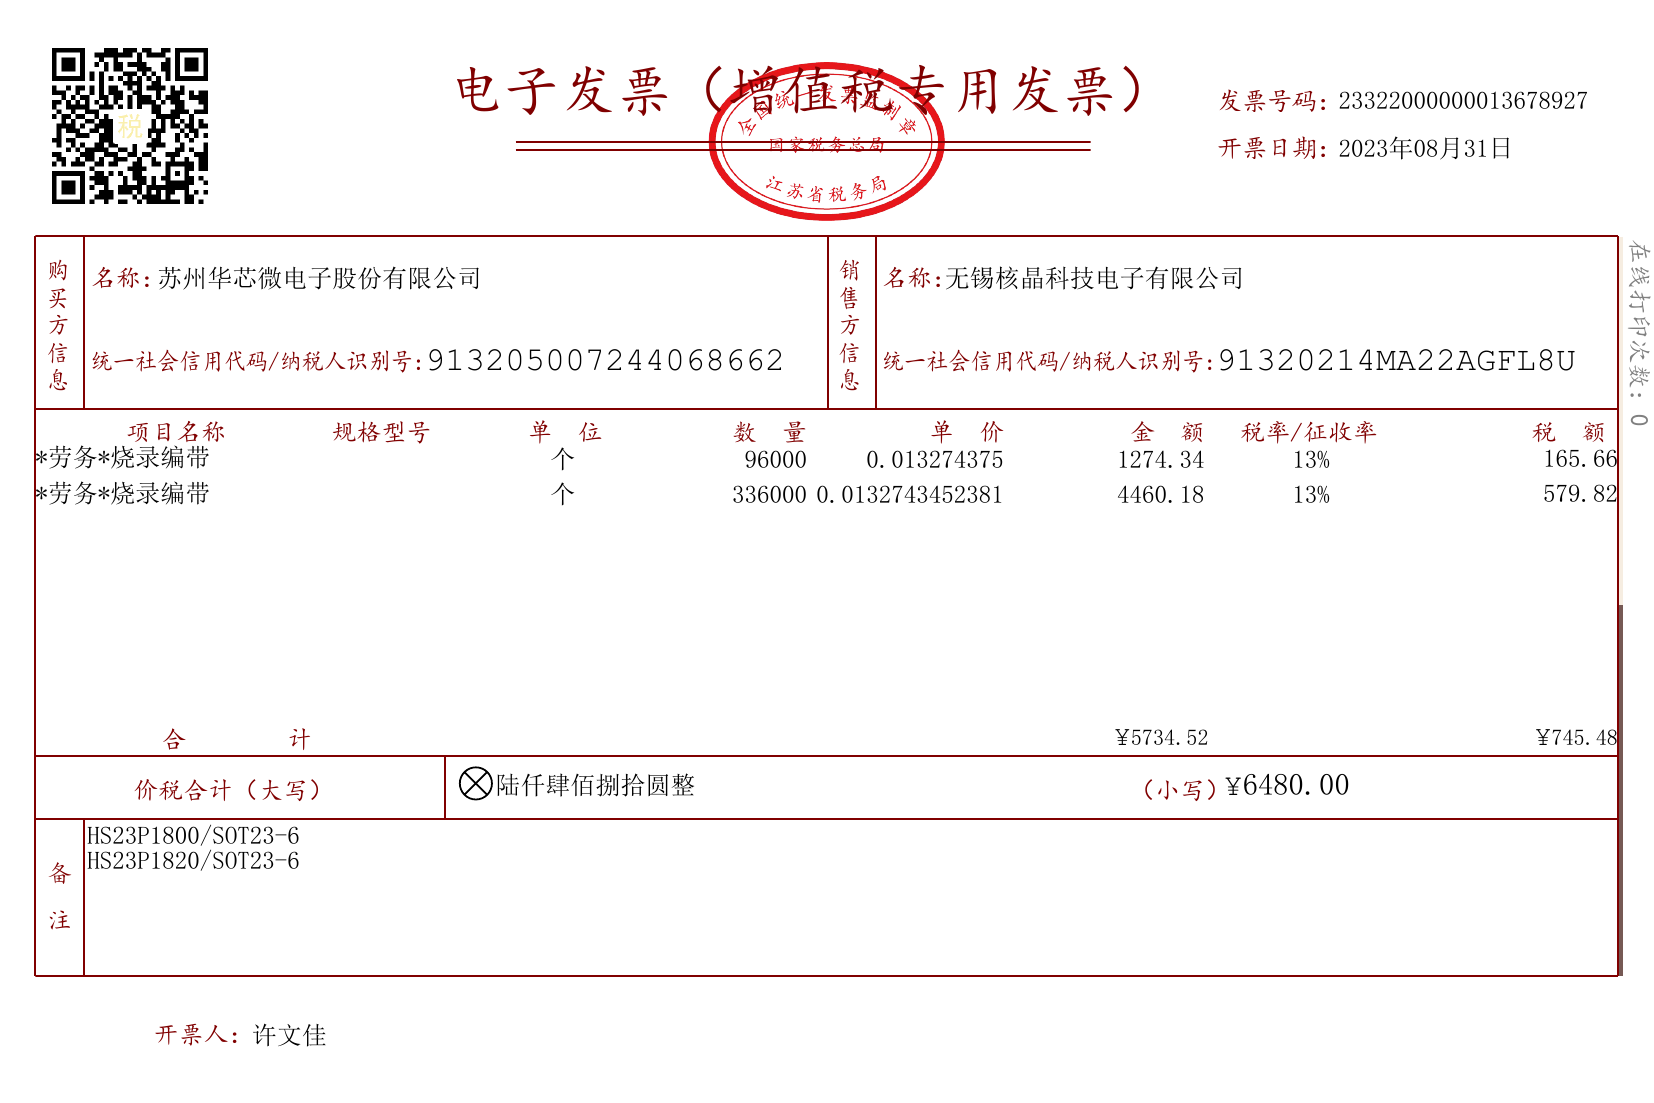 电子发票（增值税专用发票）
发票号码：23322000000013678927
开票日期：2023年08月31日
税
全国统一发票监制章
国家税务总局
江苏省税务局
购买方信息
名称：苏州华芯微电子股份有限公司
统一社会信用代码/纳税人识别号：913205007244068662
销售方信息
名称：无锡核晶科技电子有限公司
统一社会信用代码/纳税人识别号：91320214MA22AGFL8U
在线打印次数：0
项目名称 规格型号 单 位 数 量 单 价 金 额 税率/征收率 税 额
*劳务*烧录编带 个 96000 0.013274375 1274.34 13% 165.66
*劳务*烧录编带 个 336000 0.0132743452381 4460.18 13% 579.82
合 计 ¥5734.52 ¥745.48
价税合计（大写） 陆仟肆佰捌拾圆整 （小写）¥6480.00
备注
HS23P1800/SOT23-6
HS23P1820/SOT23-6
开票人：许文佳